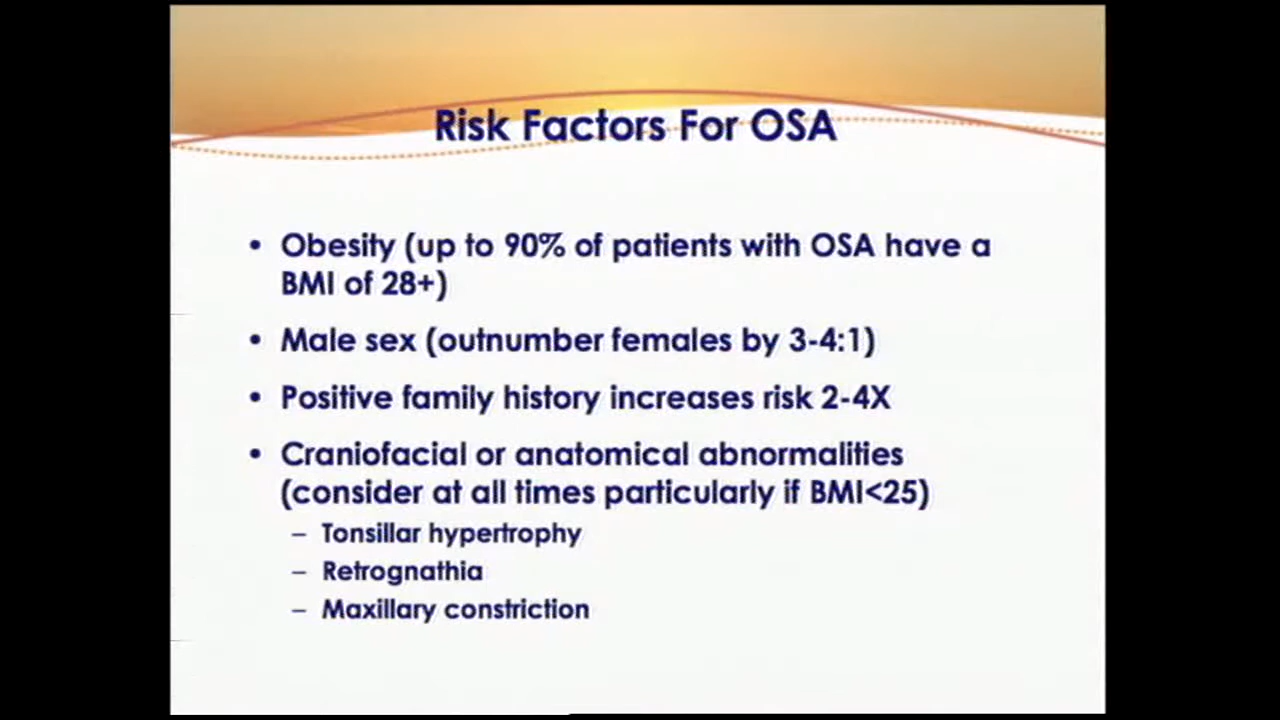 Risk Factors For OSA
• Obesity (up to 90% of patients with OSA have a
BMI of 28+)
• Male sex (outnumber females by 3-4:1)
• Positive family history increases risk 2-4X
• Craniofacial or anatomical abnormalities
(consider at all times particularly if BMI<25)
– Tonsillar hypertrophy
– Retrognathia
– Maxillary constriction